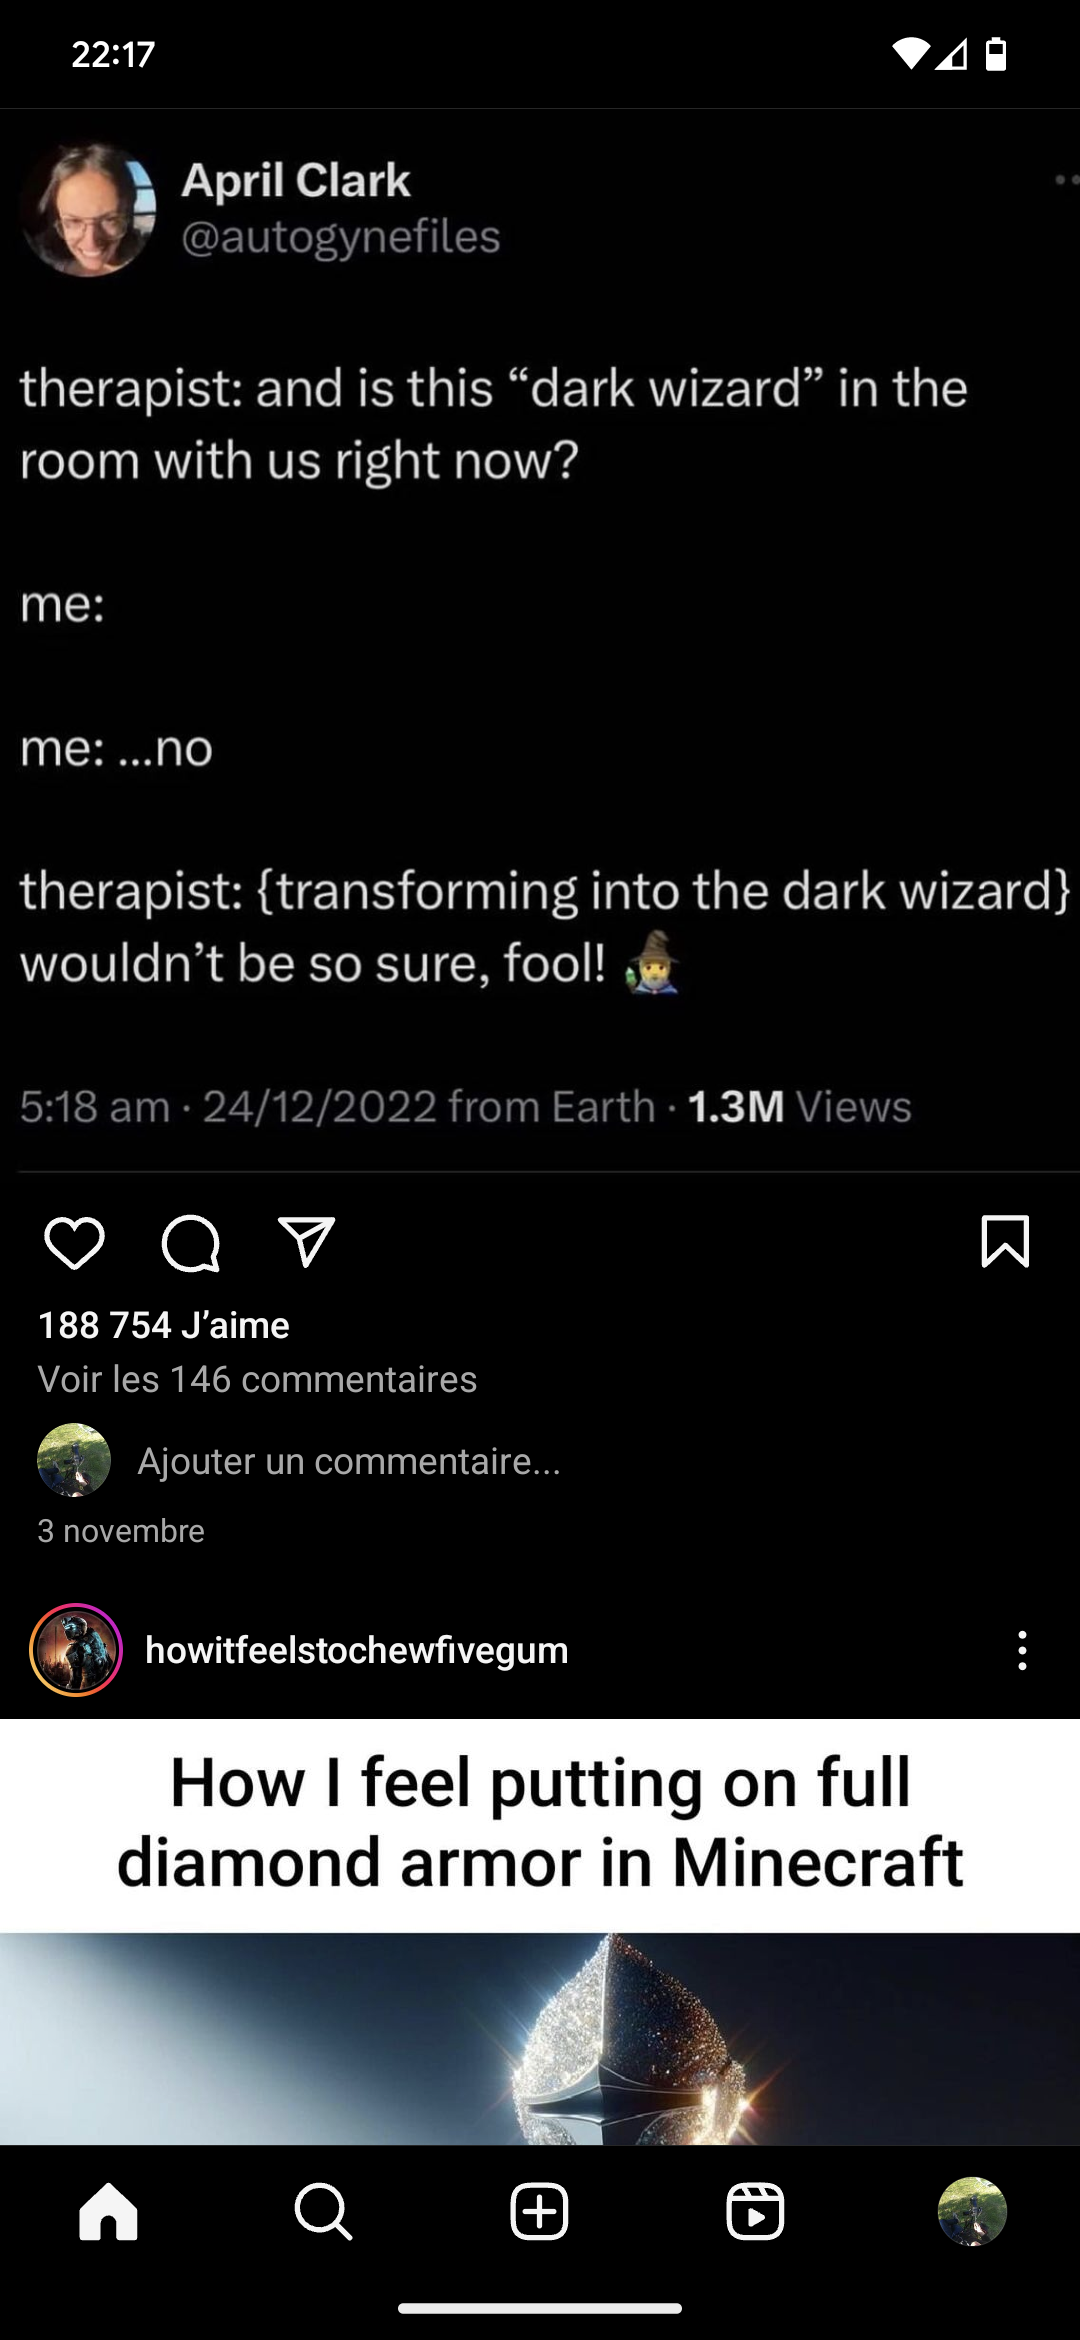 22:17
April Clark
@autogynefiles
therapist: and is this “dark wizard” in the
room with us right now?
me:
me: ...no
therapist: {transforming into the dark wizard}
wouldn’t be so sure, fool! 🧙‍♂️
5:18 am · 24/12/2022 from Earth · 1.3M Views
188 754 J’aime
Voir les 146 commentaires
Ajouter un commentaire...
3 novembre
howitfeelstochewfivegum
How I feel putting on full
diamond armor in Minecraft